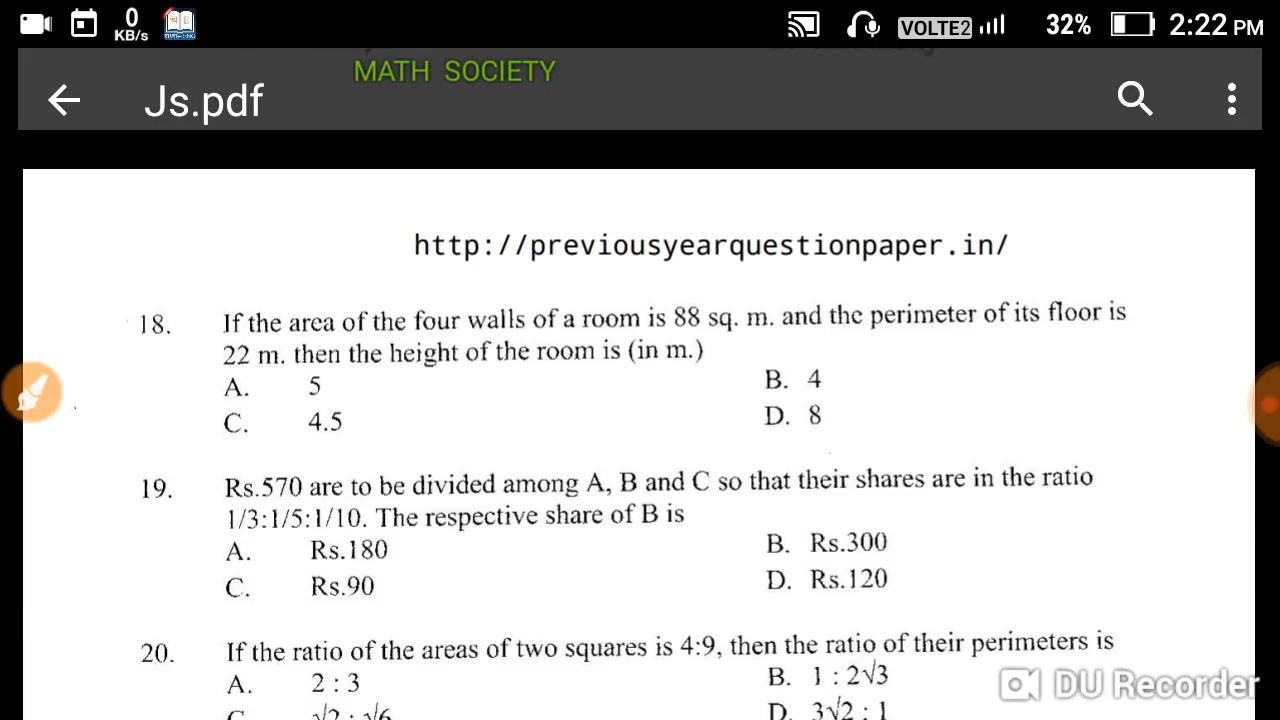 0
KB/s
VOLTE2
32%
2:22 PM
MATH SOCIETY
Js.pdf
http://previousyearquestionpaper.in/
18. If the area of the four walls of a room is 88 sq. m. and the perimeter of its floor is
22 m. then the height of the room is (in m.)
A. 5 B. 4
C. 4.5 D. 8
19. Rs.570 are to be divided among A, B and C so that their shares are in the ratio
1/3:1/5:1/10. The respective share of B is
A. Rs.180 B. Rs.300
C. Rs.90 D. Rs.120
20. If the ratio of the areas of two squares is 4:9, then the ratio of their perimeters is
A. 2 : 3 B. 1 : 2√3
C. √2 : √6 D. 3√2 : 1
DU Recorder